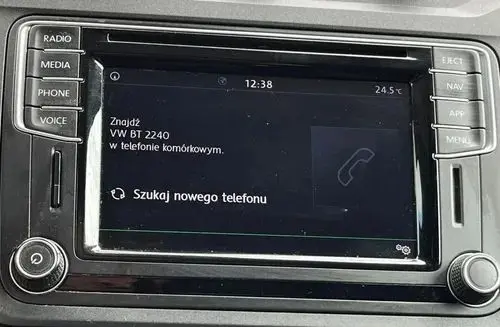 RADIO
MEDIA
PHONE
VOICE
EJECT
NAV
APP
MENU
12:38
24.5°C
Znajdź
VW BT 2240
w telefonie komórkowym.
Szukaj nowego telefonu